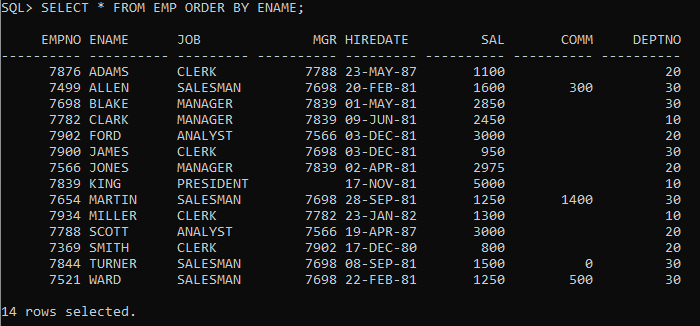 SQL> SELECT * FROM EMP ORDER BY ENAME;
     EMPNO ENAME      JOB              MGR HIREDATE         SAL       COMM     DEPTNO
---------- ---------- --------- ---------- --------- ---------- ---------- ----------
      7876 ADAMS      CLERK           7788 23-MAY-87       1100                    20
      7499 ALLEN      SALESMAN        7698 20-FEB-81       1600        300         30
      7698 BLAKE      MANAGER         7839 01-MAY-81       2850                    30
      7782 CLARK      MANAGER         7839 09-JUN-81       2450                    10
      7902 FORD       ANALYST         7566 03-DEC-81       3000                    20
      7900 JAMES      CLERK           7698 03-DEC-81        950                    30
      7566 JONES      MANAGER         7839 02-APR-81       2975                    20
      7839 KING       PRESIDENT            17-NOV-81       5000                    10
      7654 MARTIN     SALESMAN        7698 28-SEP-81       1250       1400         30
      7934 MILLER     CLERK           7782 23-JAN-82       1300                    10
      7788 SCOTT      ANALYST         7566 19-APR-87       3000                    20
      7369 SMITH      CLERK           7902 17-DEC-80        800                    20
      7844 TURNER     SALESMAN        7698 08-SEP-81       1500          0         30
      7521 WARD       SALESMAN        7698 22-FEB-81       1250        500         30
14 rows selected.